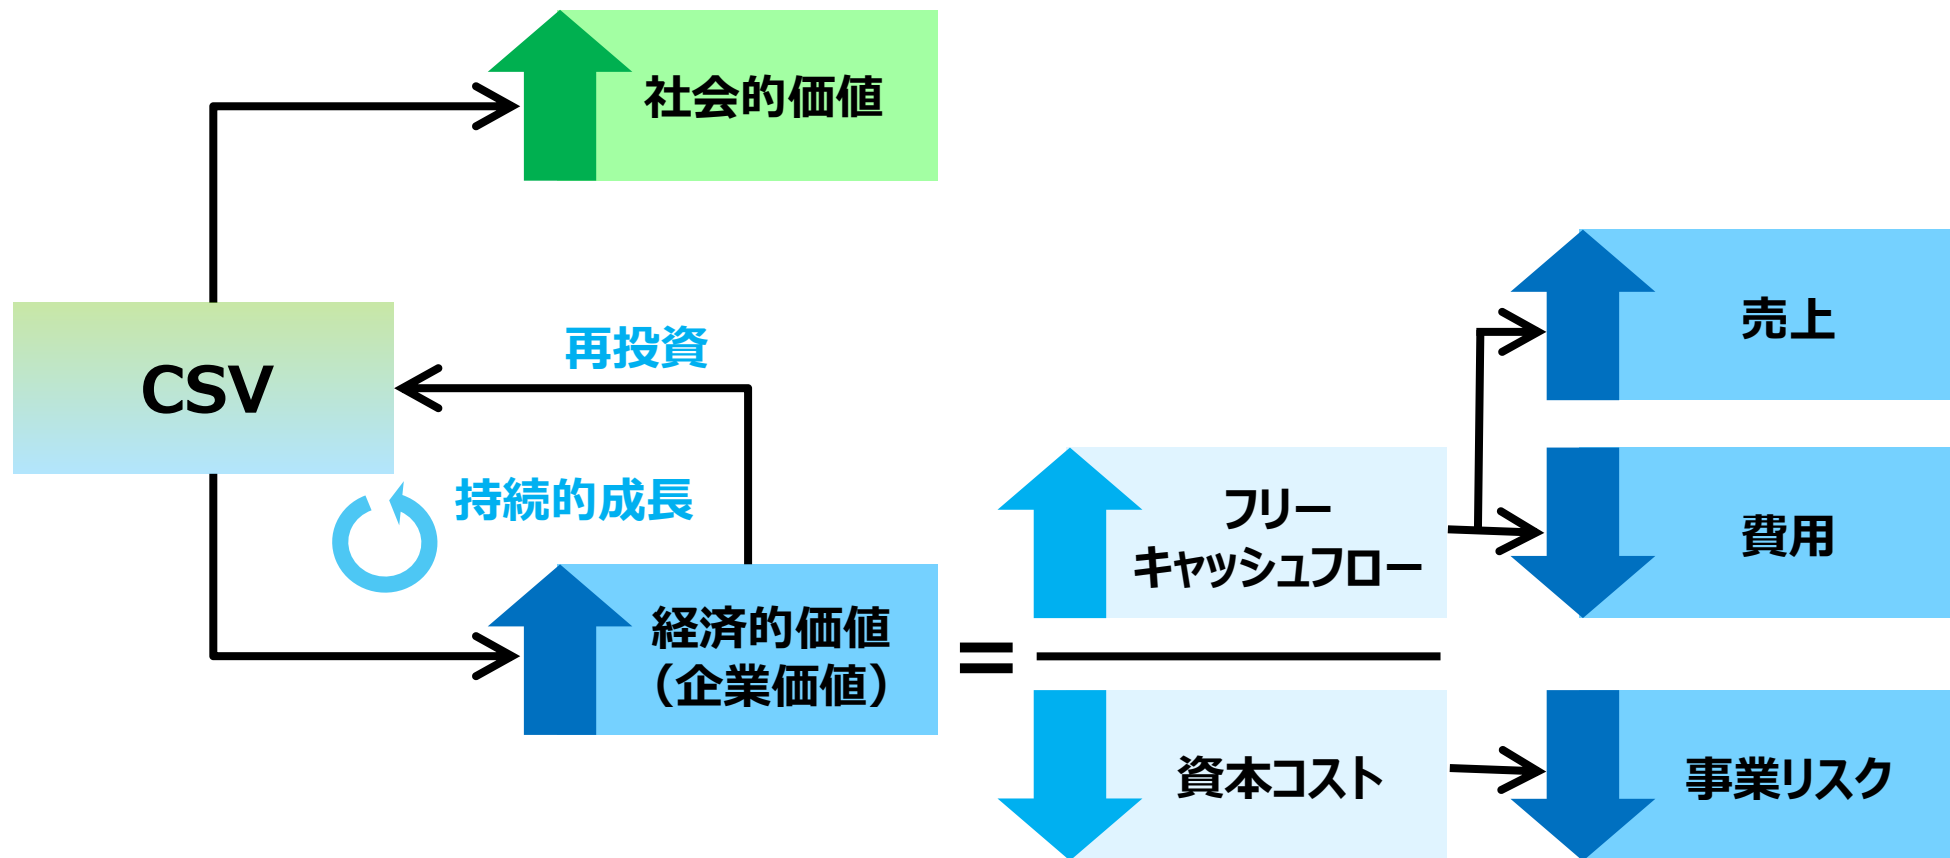 社会的価値
CSV
再投資
持続的成長
経済的価値
（企業価値）
=
フリー
キャッシュフロー
資本コスト
売上
費用
事業リスク